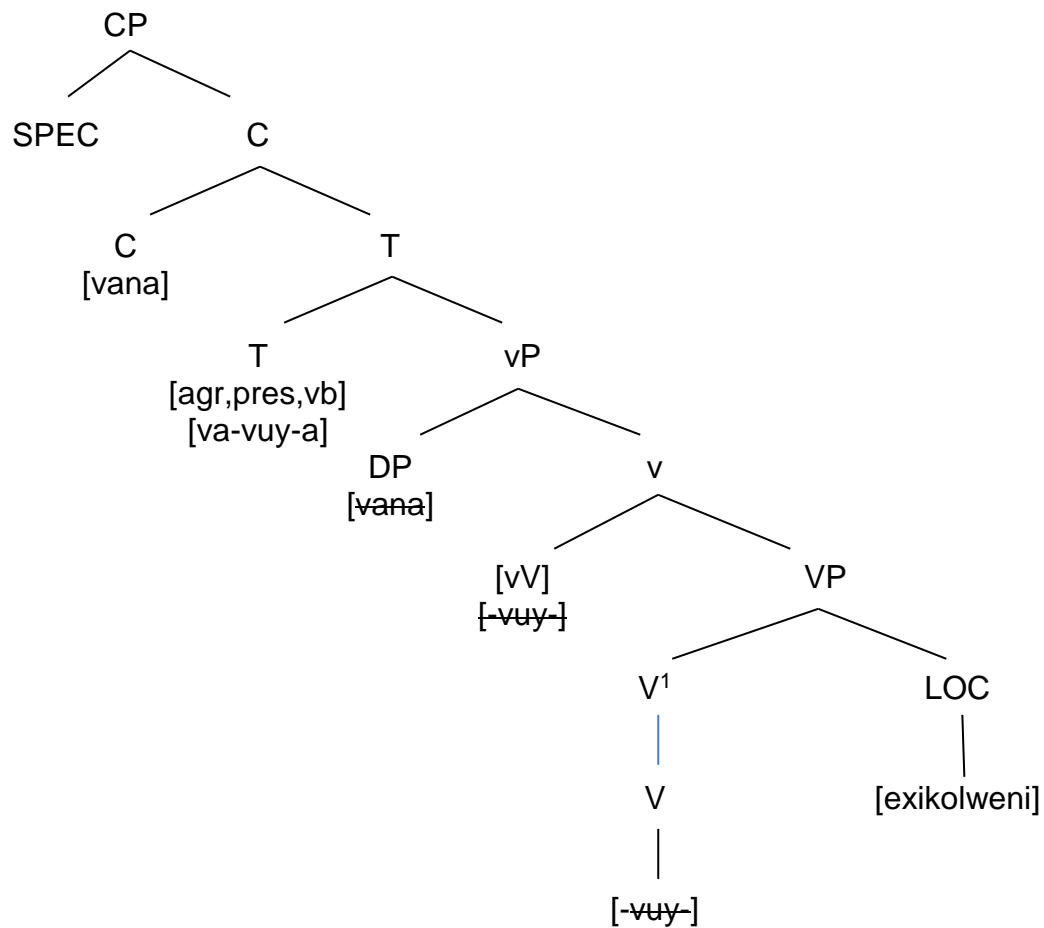 CP
SPEC C
C T
[vana]
T vP
[agr,pres,vb]
[va-vuy-a]
DP v
[vana]
[vV] VP
[-vuy-]
V¹ LOC
V [exikolweni]
[-vuy-]